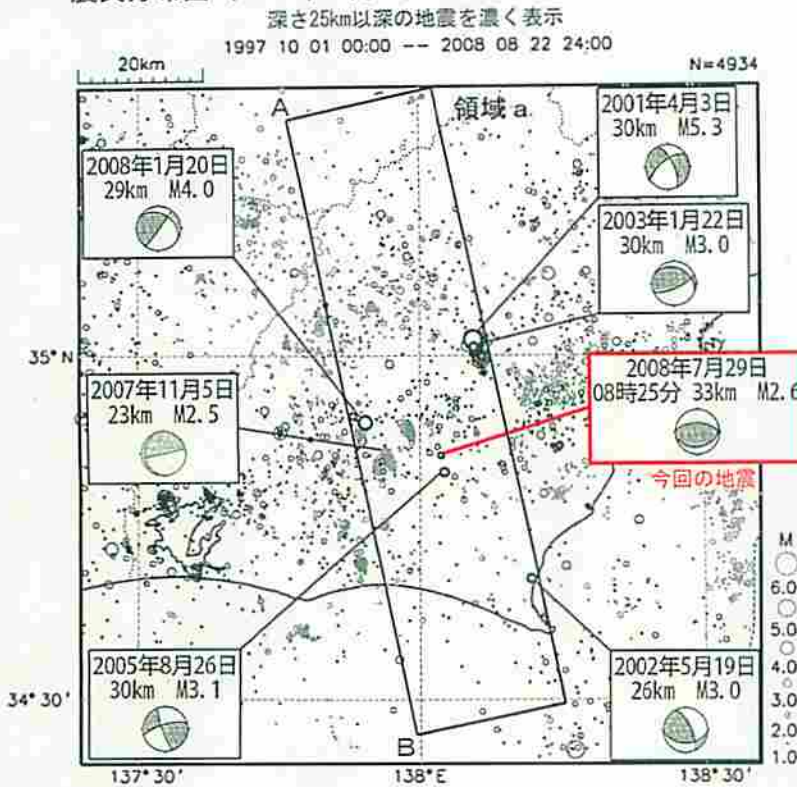 深さ25km以深の地震を濃く表示
1997 10 01 00:00 -- 2008 08 22 24:00
20km
N=4934
A
領域 a
2001年4月3日
30km M5.3
2008年1月20日
29km M4.0
2003年1月22日
30km M3.0
35° N
2008年7月29日
08時25分 33km M2.6
今回の地震
2007年11月5日
23km M2.5
M
6.0
5.0
4.0
3.0
2.0
1.0
2005年8月26日
30km M3.1
2002年5月19日
26km M3.0
34° 30'
B
137° 30'
138°E
138° 30'